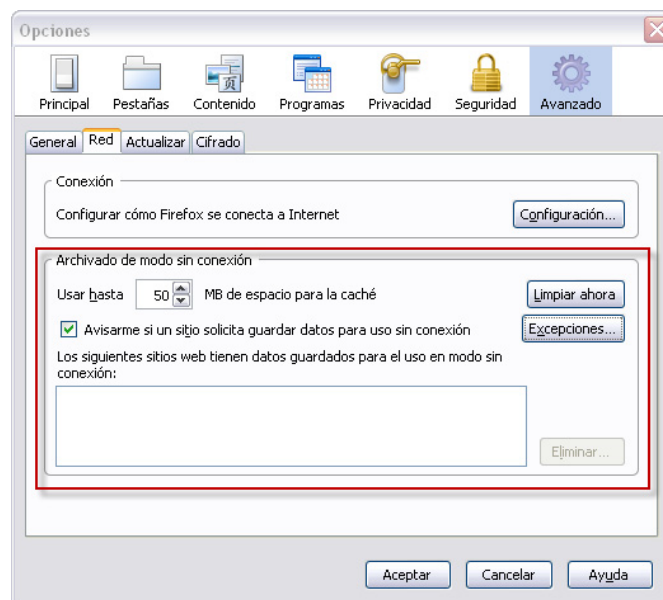 Opciones
Principal Pestañas Contenido Programas Privacidad Seguridad Avanzado
General Red Actualizar Cifrado
Conexión
Configurar cómo Firefox se conecta a Internet Configuración...
Archivado de modo sin conexión
Usar hasta 50 MB de espacio para la caché Limpiar ahora
Avisarme si un sitio solicita guardar datos para uso sin conexión Excepciones...
Los siguientes sitios web tienen datos guardados para el uso en modo sin
conexión:
Eliminar...
Aceptar Cancelar Ayuda